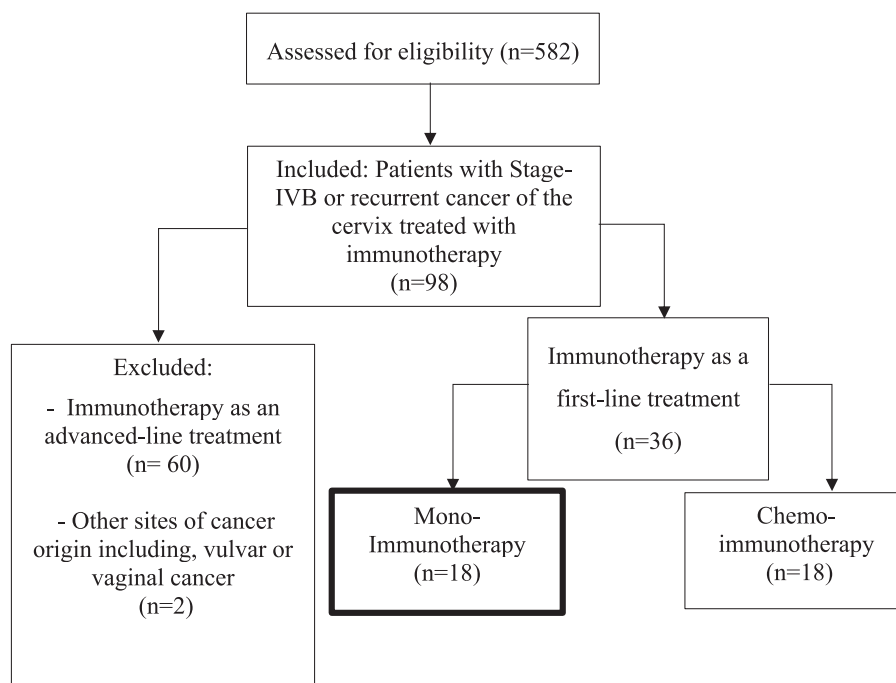 Assessed for eligibility (n=582)
Included: Patients with Stage-
IVB or recurrent cancer of the
cervix treated with
immunotherapy
(n=98)
Excluded:
- Immunotherapy as an
advanced-line treatment
(n= 60)
- Other sites of cancer
origin including, vulvar or
vaginal cancer
(n=2)
Immunotherapy as a
first-line treatment
(n=36)
Mono-
Immunotherapy
(n=18)
Chemo-
immunotherapy
(n=18)